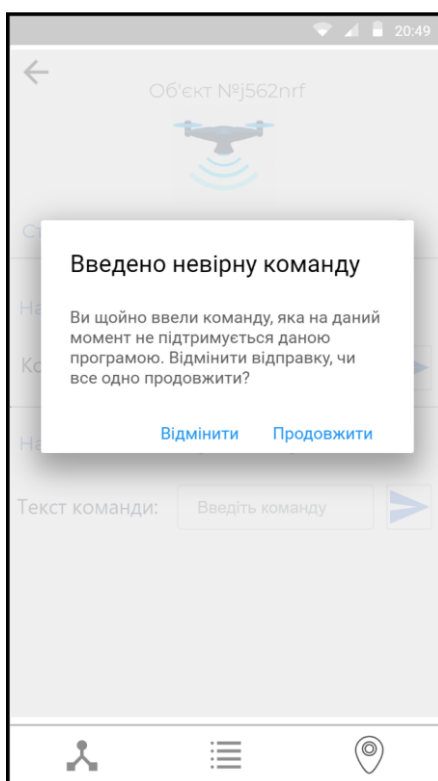 20:49
Об'єкт №j562nrf
Введено невірну команду
Ви щойно ввели команду, яка на даний
момент не підтримується даною
програмою. Відмінити відправку, чи
все одно продовжити?
Відмінити Продовжити
Текст команди: Введіть команду